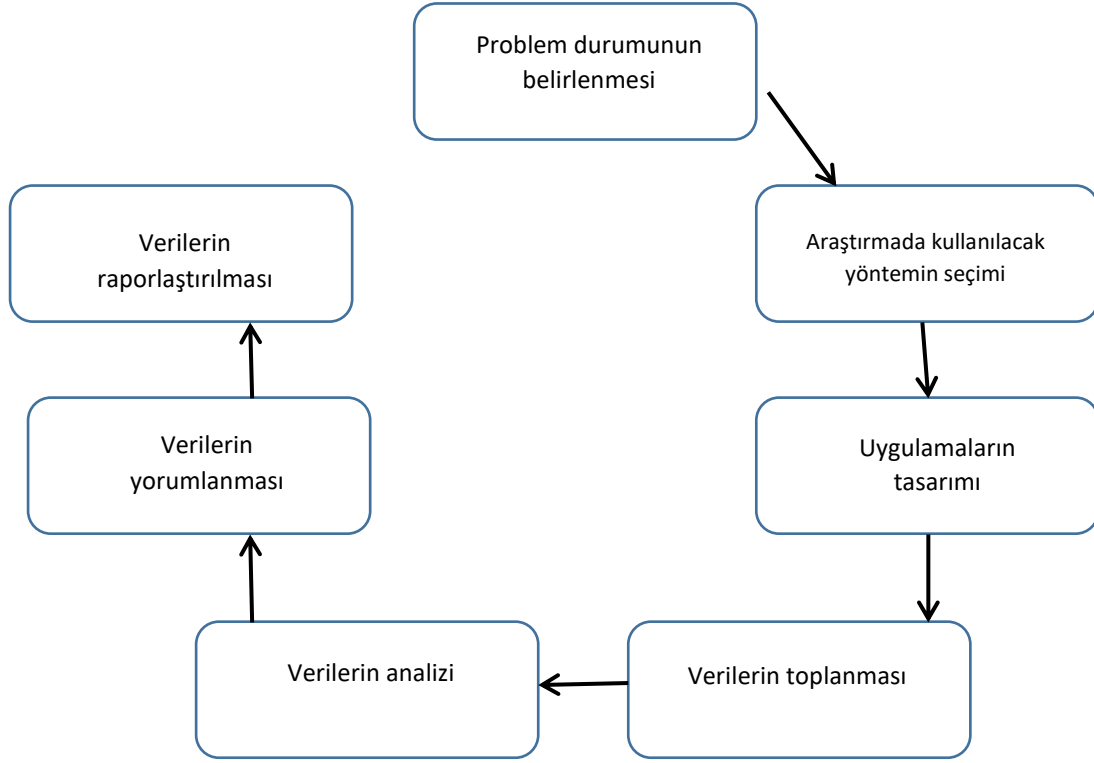 Problem durumunun
belirlenmesi
Araştırmada kullanılacak
yöntemin seçimi
Uygulamaların
tasarımı
Verilerin toplanması
Verilerin analizi
Verilerin
yorumlanması
Verilerin
raporlaştırılması